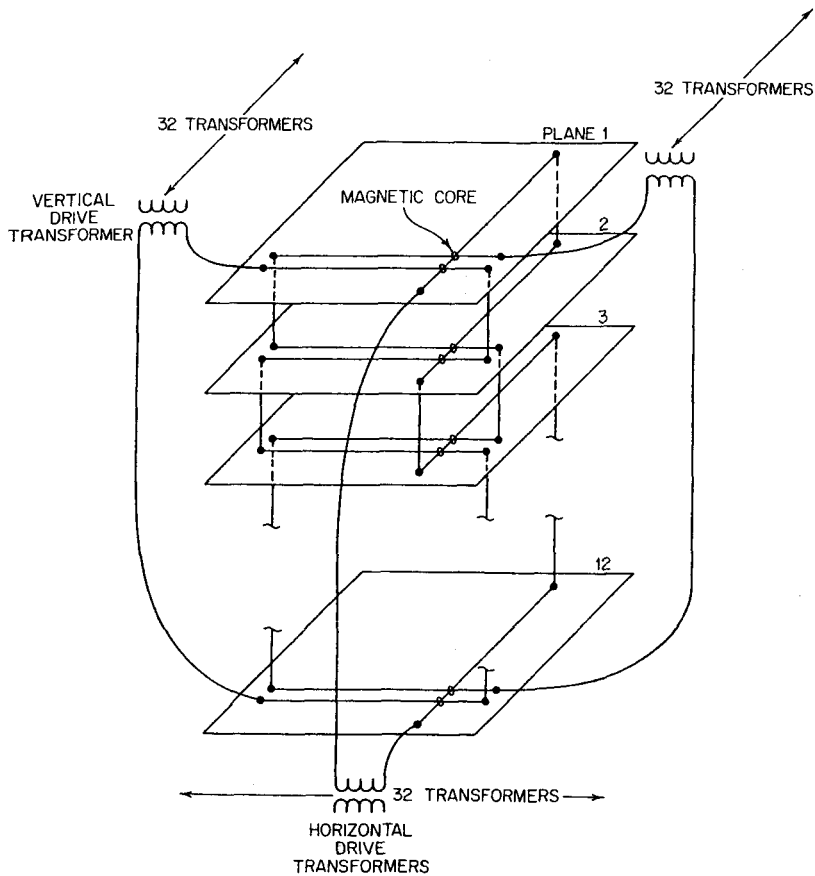 32 TRANSFORMERS
32 TRANSFORMERS
PLANE 1
MAGNETIC CORE
VERTICAL
DRIVE
TRANSFORMER
2
3
12
32 TRANSFORMERS
HORIZONTAL
DRIVE
TRANSFORMERS